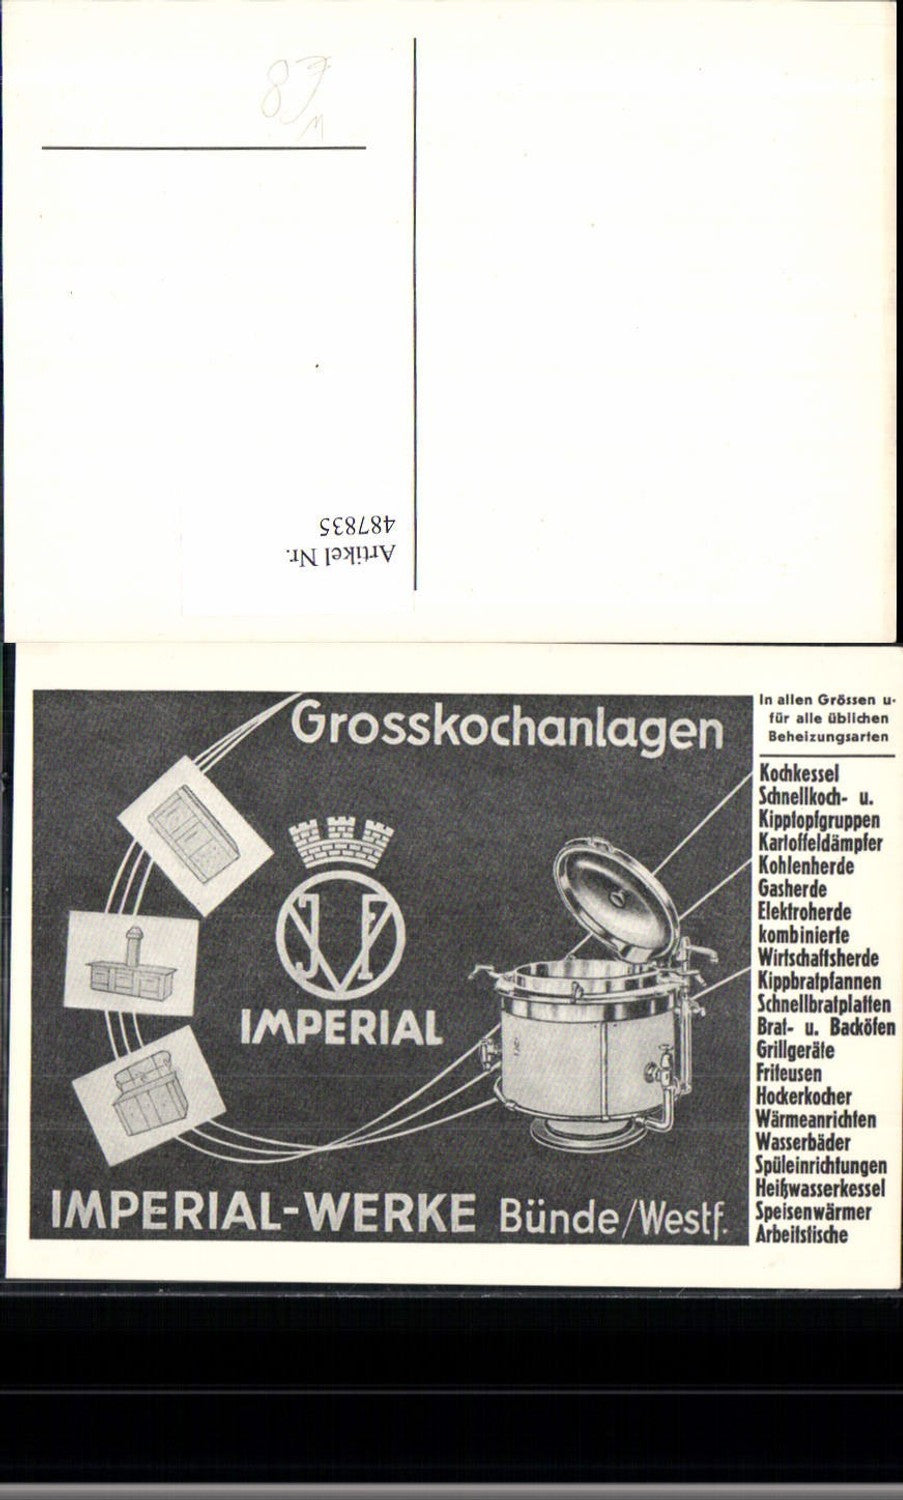 Artikel Nr.
487835
Grosskochanlagen
JVF
IMPERIAL
IMPERIAL-WERKE Bünde/Westf.
In allen Grössen u.
für alle üblichen
Beheizungsarten
Kochkessel
Schnellkoch- u.
Kipptopfgruppen
Kartoffeldämpfer
Kohlenherde
Gasherde
Elektroherde
kombinierte
Wirtschaftsherde
Kippbratpfannen
Schnellbratplatten
Brat- u. Backöfen
Grillgeräte
Friteusen
Hockerkocher
Wärmeanrichten
Wasserbäder
Spüleinrichtungen
Heißwasserkessel
Speisenwärmer
Arbeitstische